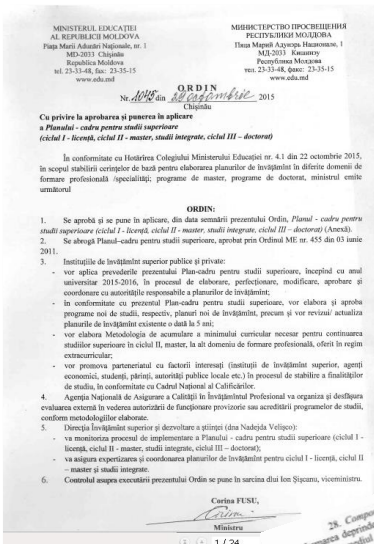 MINISTERUL EDUCAȚIEI
AL REPUBLICII MOLDOVA
Piața Marii Adunări Naționale, nr. 1
MD-2033 Chișinău
Republica Moldova
tel. 23-33-48, fax: 23-35-15
www.edu.md
МИНИСТЕРСТВО ПРОСВЕЩЕНИЯ
РЕСПУБЛИКИ МОЛДОВА
Пяца Марий Адунэрь Национале, 1
МД-2033 Кишинэу
Республика Молдова
тел. 23-33-48, факс: 23-35-15
www.edu.md
ORDIN
Nr. 1045 din 29 octombrie 2015
Chișinău
Cu privire la aprobarea și punerea în aplicare
a Planului - cadru pentru studii superioare
(ciclul I - licență, ciclul II - master, studii integrate, ciclul III – doctorat)
În conformitate cu Hotărîrea Colegiului Ministerului Educației nr. 4.1 din 22 octombrie 2015,
în scopul stabilirii cerințelor de bază pentru elaborarea planurilor de învățămînt în diferite domenii de
formare profesională /specialități; programe de master, programe de doctorat, ministrul emite
următorul
ORDIN:
1. Se aprobă și se pune în aplicare, din data semnării prezentului Ordin, Planul - cadru pentru
studii superioare (ciclul I - licență, ciclul II - master, studii integrate, ciclul III – doctorat) (Anexă).
2. Se abrogă Planul–cadru pentru studii superioare, aprobat prin Ordinul ME nr. 455 din 03 iunie
2011.
3. Instituțiile de învățămînt superior publice și private:
- vor aplica prevederile prezentului Plan-cadru pentru studii superioare, începind cu anul
universitar 2015-2016, în procesul de elaborare, perfecționare, modificare, aprobare și
coordonare cu autoritățile responsabile a planurilor de învățămînt;
- în conformitate cu prezentul Plan-cadru pentru studii superioare, vor elabora și aproba
programe noi de studii, respectiv, planuri noi de învățămînt, precum și vor revizui/ actualiza
planurile de învățămînt existente o dată la 5 ani;
- vor elabora Metodologia de acumulare a minimului curricular necesar pentru continuarea
studiilor superioare în ciclul II, master, la alt domeniu de formare profesională, oferit în regim
extracurricular;
- vor promova parteneriatul cu factorii interesați (instituții de învățămînt superior, agenți
economici, studenți, părinți, autorități publice locale etc.) în procesul de stabilire a finalităților
de studiu, în conformitate cu Cadrul Național al Calificărilor.
4. Agenția Națională de Asigurare a Calității în Învățămîntul Profesional va organiza și desfășura
evaluarea externă în vederea autorizării de funcționare provizorie sau acreditării programelor de studii,
conform metodologiilor elaborate.
5. Direcția Învățămînt superior și dezvoltare a științei (dna Nadejda Velișco):
- va monitoriza procesul de implementare a Planului - cadru pentru studii superioare (ciclul I -
licență, ciclul II - master, studii integrate, ciclul III – doctorat);
- va asigura expertizarea și coordonarea planurilor de învățămînt pentru ciclul I - licență, ciclul II
– master și studii integrate.
6. Controlul asupra executării prezentului Ordin se pune în sarcina dlui Ion Șișcanu, viceministru.
Corina FUSU,
Ministru
1 / 24
28. Compo
deprinde